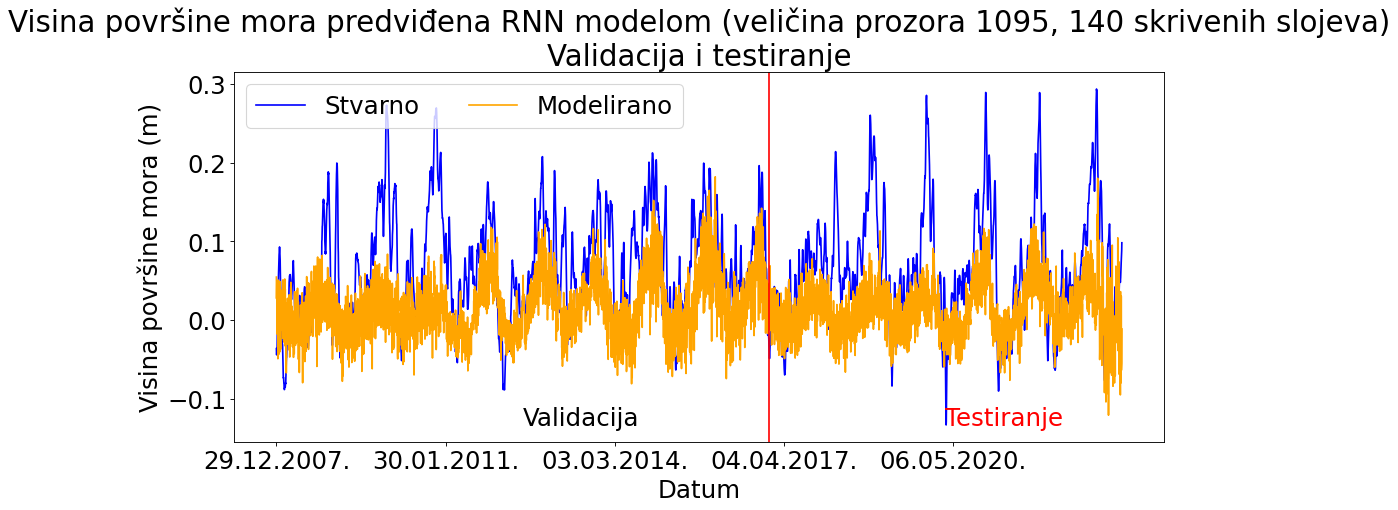 Visina površine mora predviđena RNN modelom (veličina prozora 1095, 140 skrivenih slojeva)
Validacija i testiranje
Stvarno
Modelirano
Visina površine mora (m)
0.3
0.2
0.1
0.0
−0.1
Validacija
Testiranje
29.12.2007.
30.01.2011.
03.03.2014.
04.04.2017.
06.05.2020.
Datum